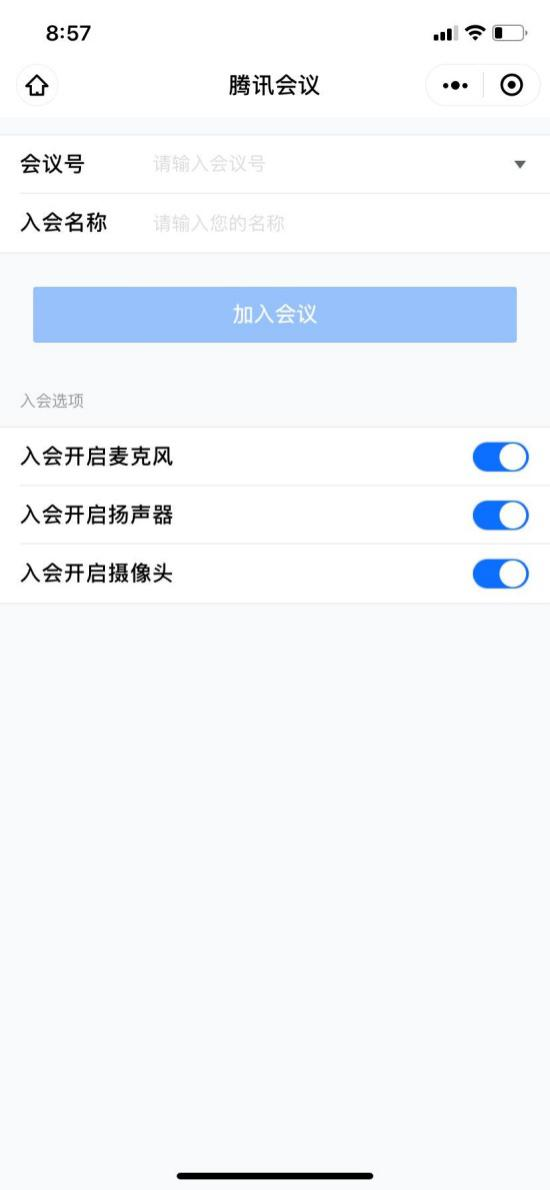 8:57
腾讯会议
会议号 请输入会议号
入会名称 请输入您的名称
加入会议
入会选项
入会开启麦克风
入会开启扬声器
入会开启摄像头